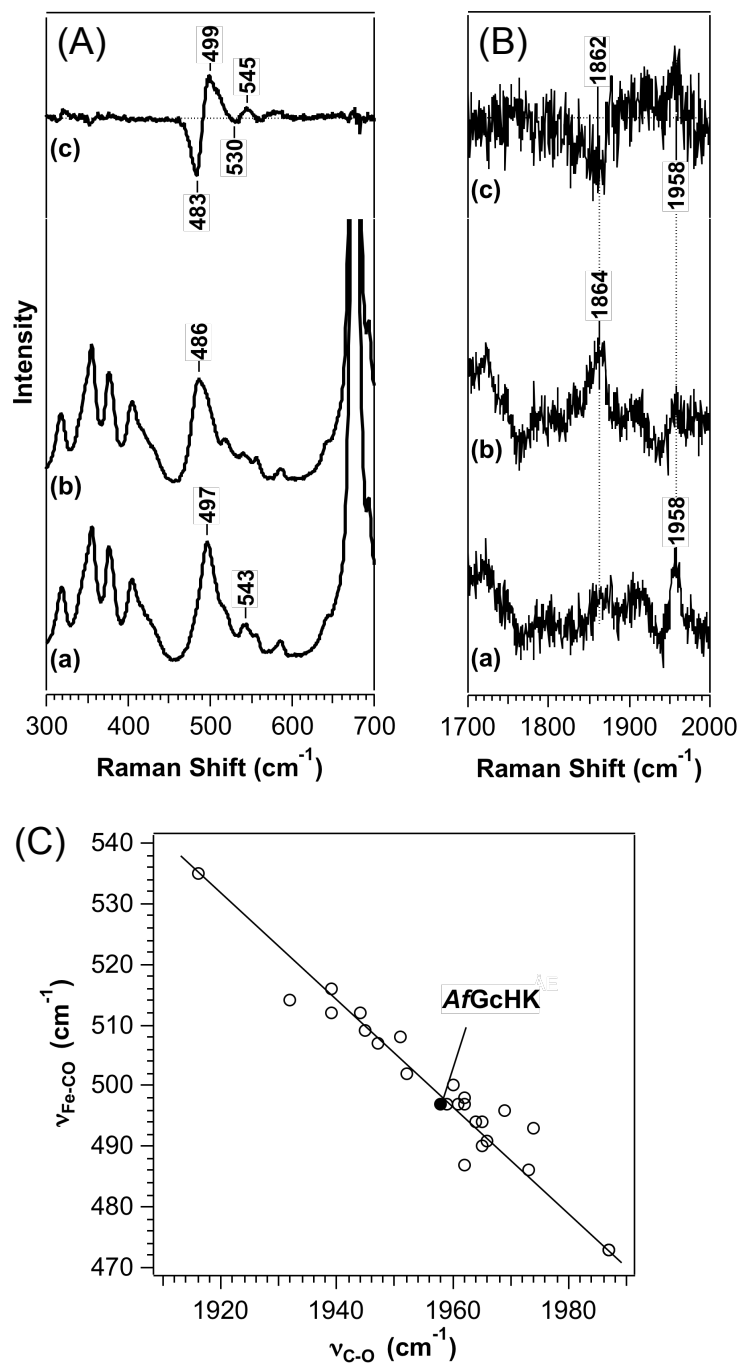 (A)
499
545
(c)
530
483
Intensity
486
(b)
497
543
(a)
300 400 500 600 700
Raman Shift (cm-1)
(B)
1862
(c)
1958
1864
(b)
1958
(a)
1700 1800 1900 2000
Raman Shift (cm-1)
(C)
540
530
520
510
500
490
480
470
νFe-CO (cm-1)
AfGcHK
1920 1940 1960 1980
νC-O (cm-1)